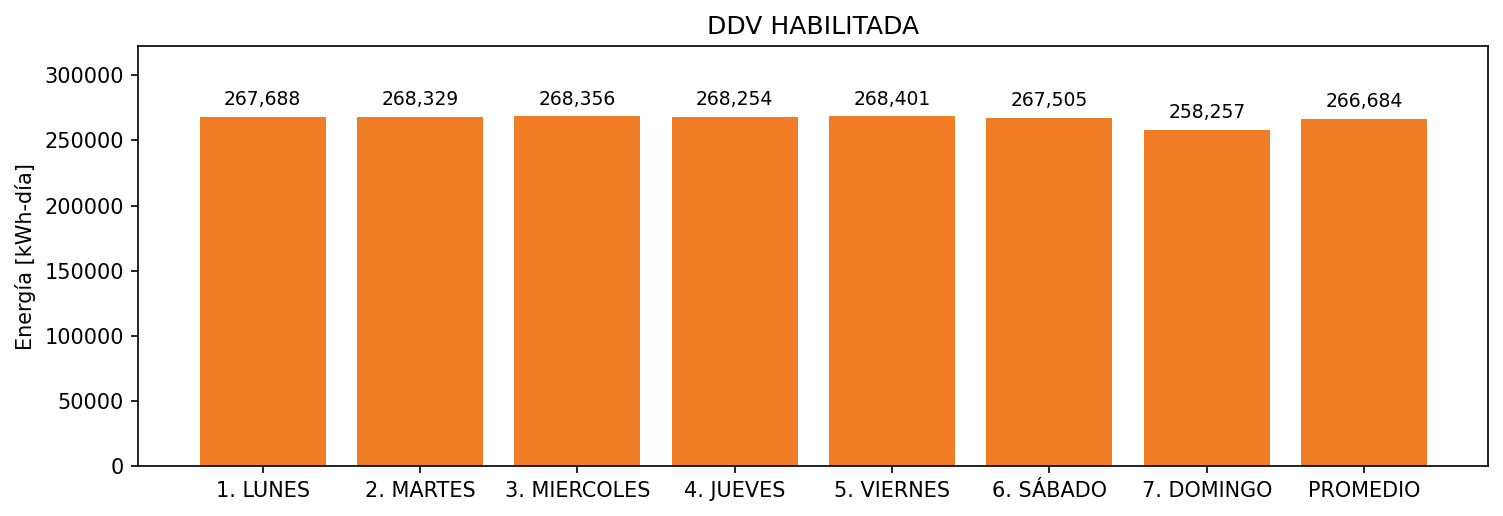 DDV HABILITADA
Energía [kWh-día]
300000
250000
200000
150000
100000
50000
0
267,688 268,329 268,356 268,254 268,401 267,505 258,257 266,684
1. LUNES 2. MARTES 3. MIERCOLES 4. JUEVES 5. VIERNES 6. SÁBADO 7. DOMINGO PROMEDIO